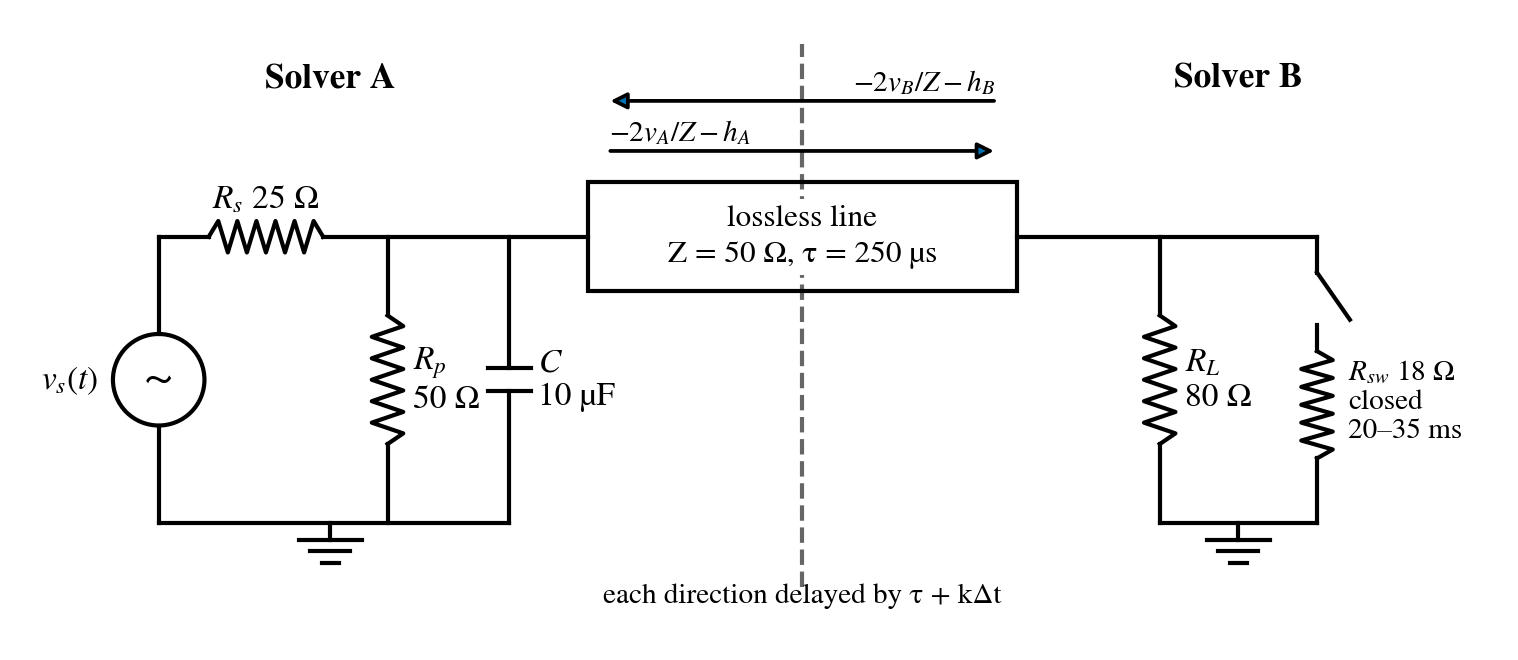 Solver A
Solver B
−2v_B/Z − h_B
−2v_A/Z − h_A
R_s 25 Ω
lossless line
Z = 50 Ω, τ = 250 µs
v_s(t)
~
R_p
50 Ω
C
10 µF
R_L
80 Ω
R_sw 18 Ω
closed
20–35 ms
each direction delayed by τ + kΔt